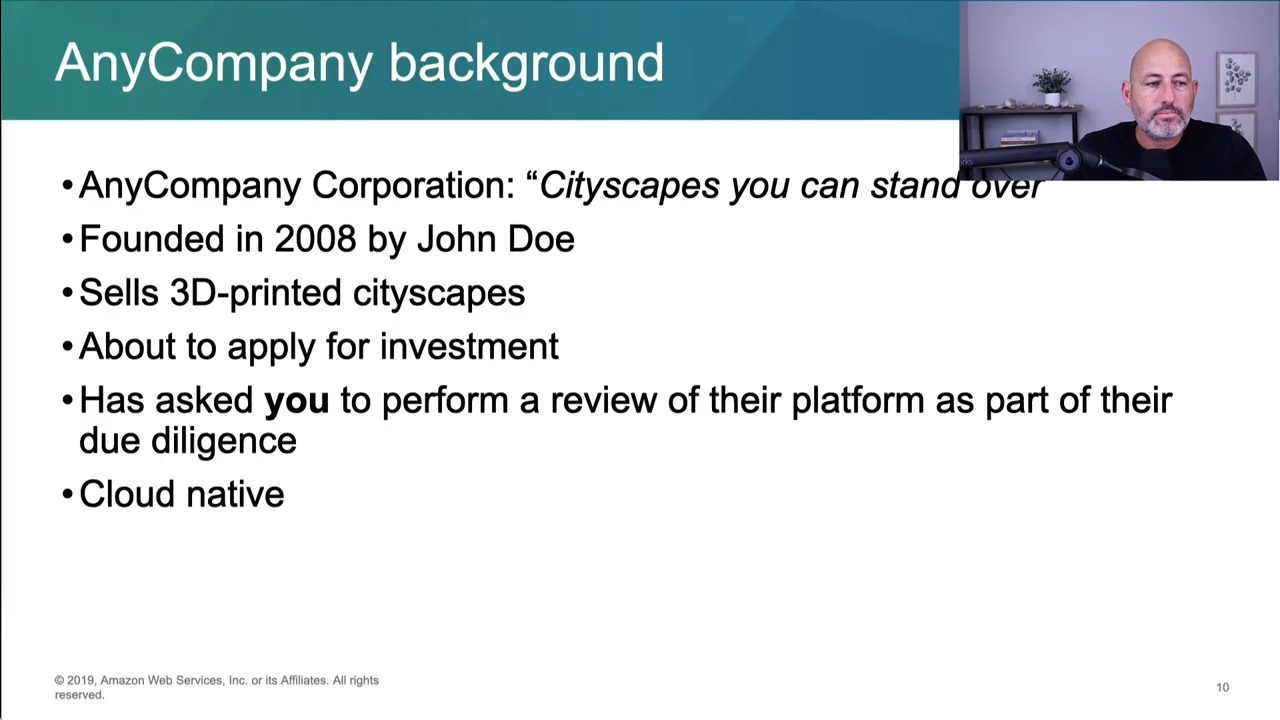 AnyCompany background
•AnyCompany Corporation: “Cityscapes you can stand over
•Founded in 2008 by John Doe
•Sells 3D-printed cityscapes
•About to apply for investment
•Has asked you to perform a review of their platform as part of their
due diligence
•Cloud native
© 2019, Amazon Web Services, Inc. or its Affiliates. All rights
reserved.
10